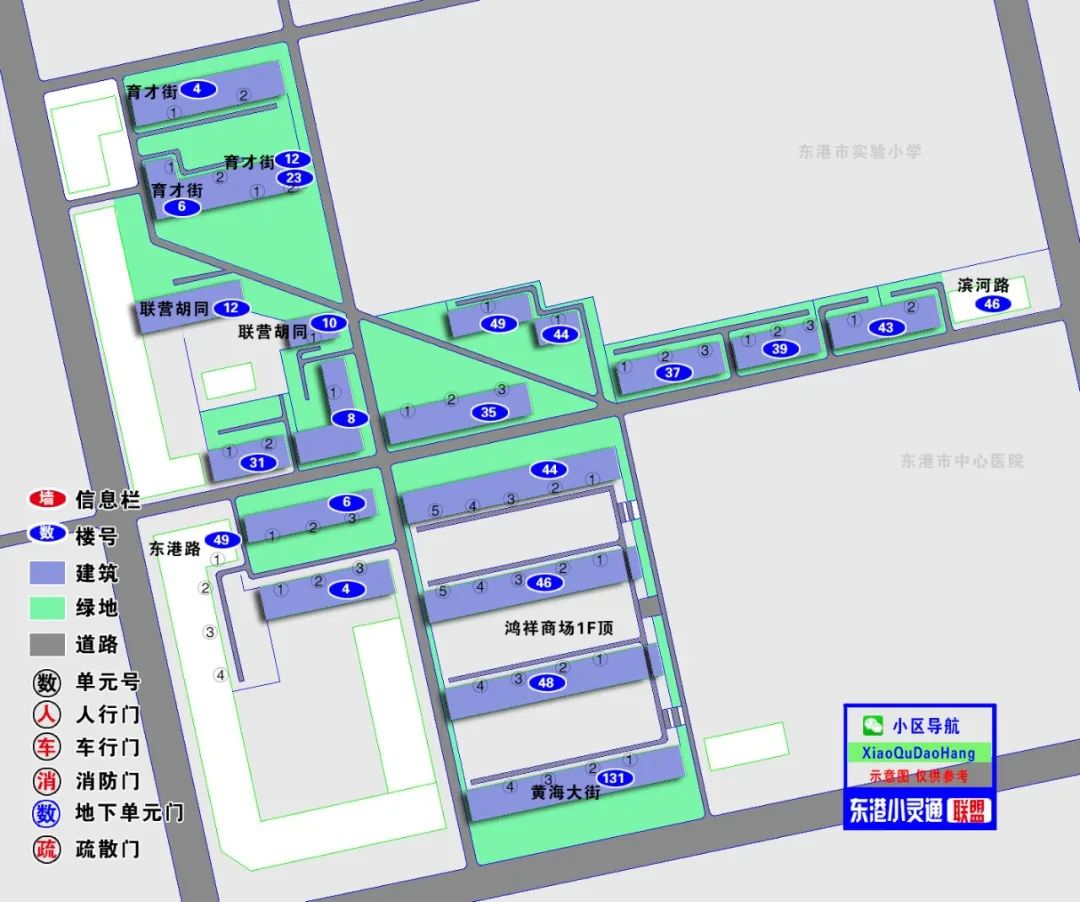 育才街 4
① ②
东港市实验小学
育才街 12
23
① ② ① 2
育才街
6
滨河路
46
联营胡同 12
联营胡同 10
①
① 49
① 44
① ② 43
① ② ③ 39
① ② ③ 37
① 8
① ② ③ 35
① ② 31
东港市中心医院
44
⑤ ④ ③ ② ①
6
① ② ③
东港路 49
① ② ③ ④
① ② ③ 4
⑤ ④ ③ 46 ② ①
鸿祥商场1F顶
④ ③ 48 ② ①
④ ③ ② 131 ①
黄海大街
墙 信息栏
数 楼号
建筑
绿地
道路
数 单元号
人 人行门
车 车行门
消 消防门
数 地下单元门
疏 疏散门
小区导航
XiaoQuDaoHang
示意图 仅供参考
东港小灵通 联盟